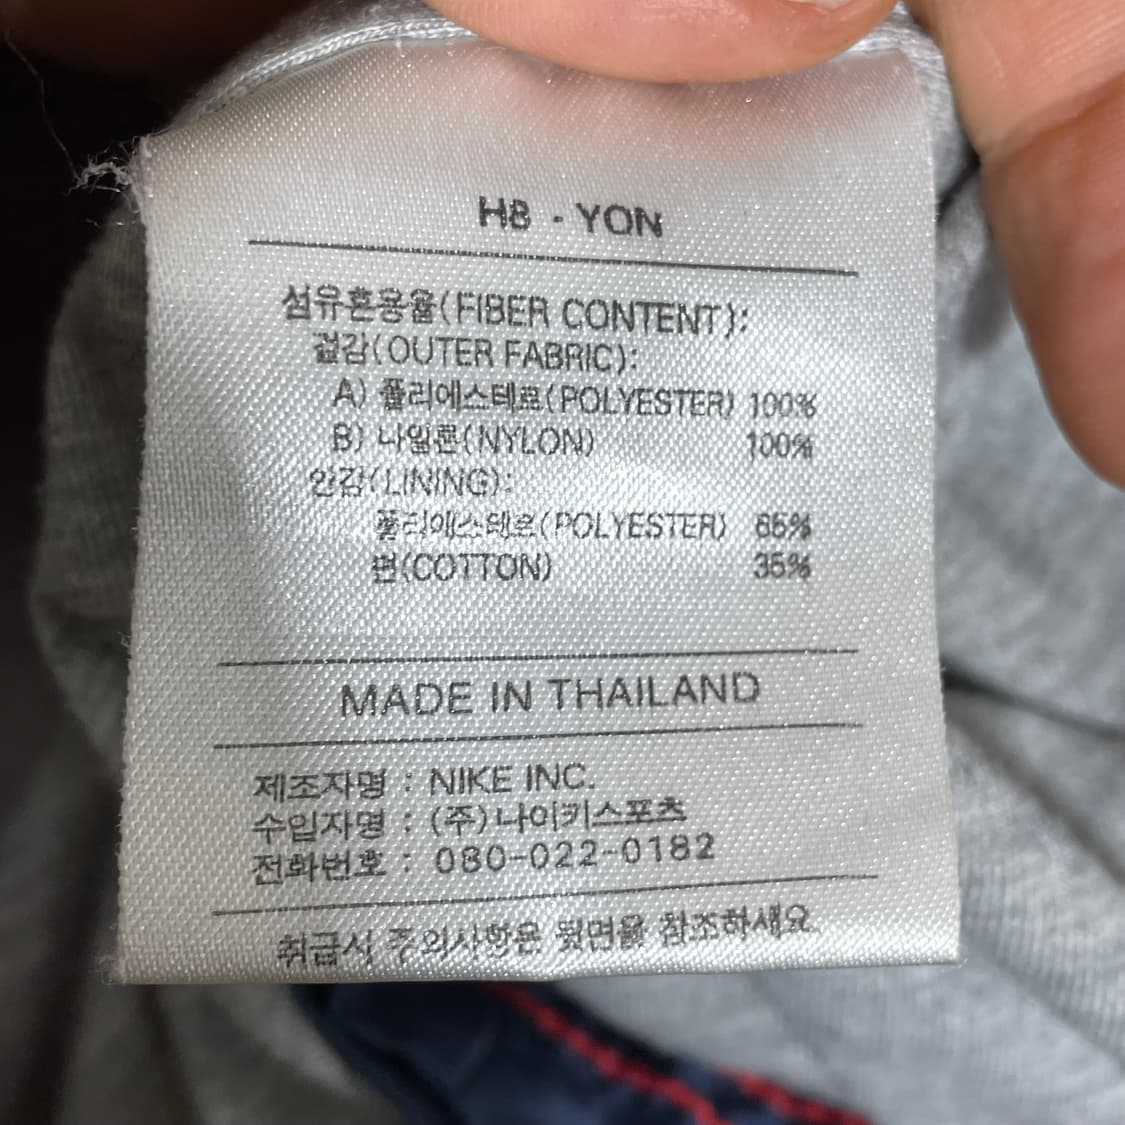 H8 - YON
섬유혼용율(FIBER CONTENT):
겉감(OUTER FABRIC):
A) 폴리에스테르(POLYESTER) 100%
B) 나일론(NYLON) 100%
안감(LINING):
폴리에스테르(POLYESTER) 65%
면(COTTON) 35%
MADE IN THAILAND
제조자명 : NIKE INC.
수입자명 : (주)나이키스포츠
전화번호 : 080-022-0182
취급시 주의사항은 뒷면을 참조하세요